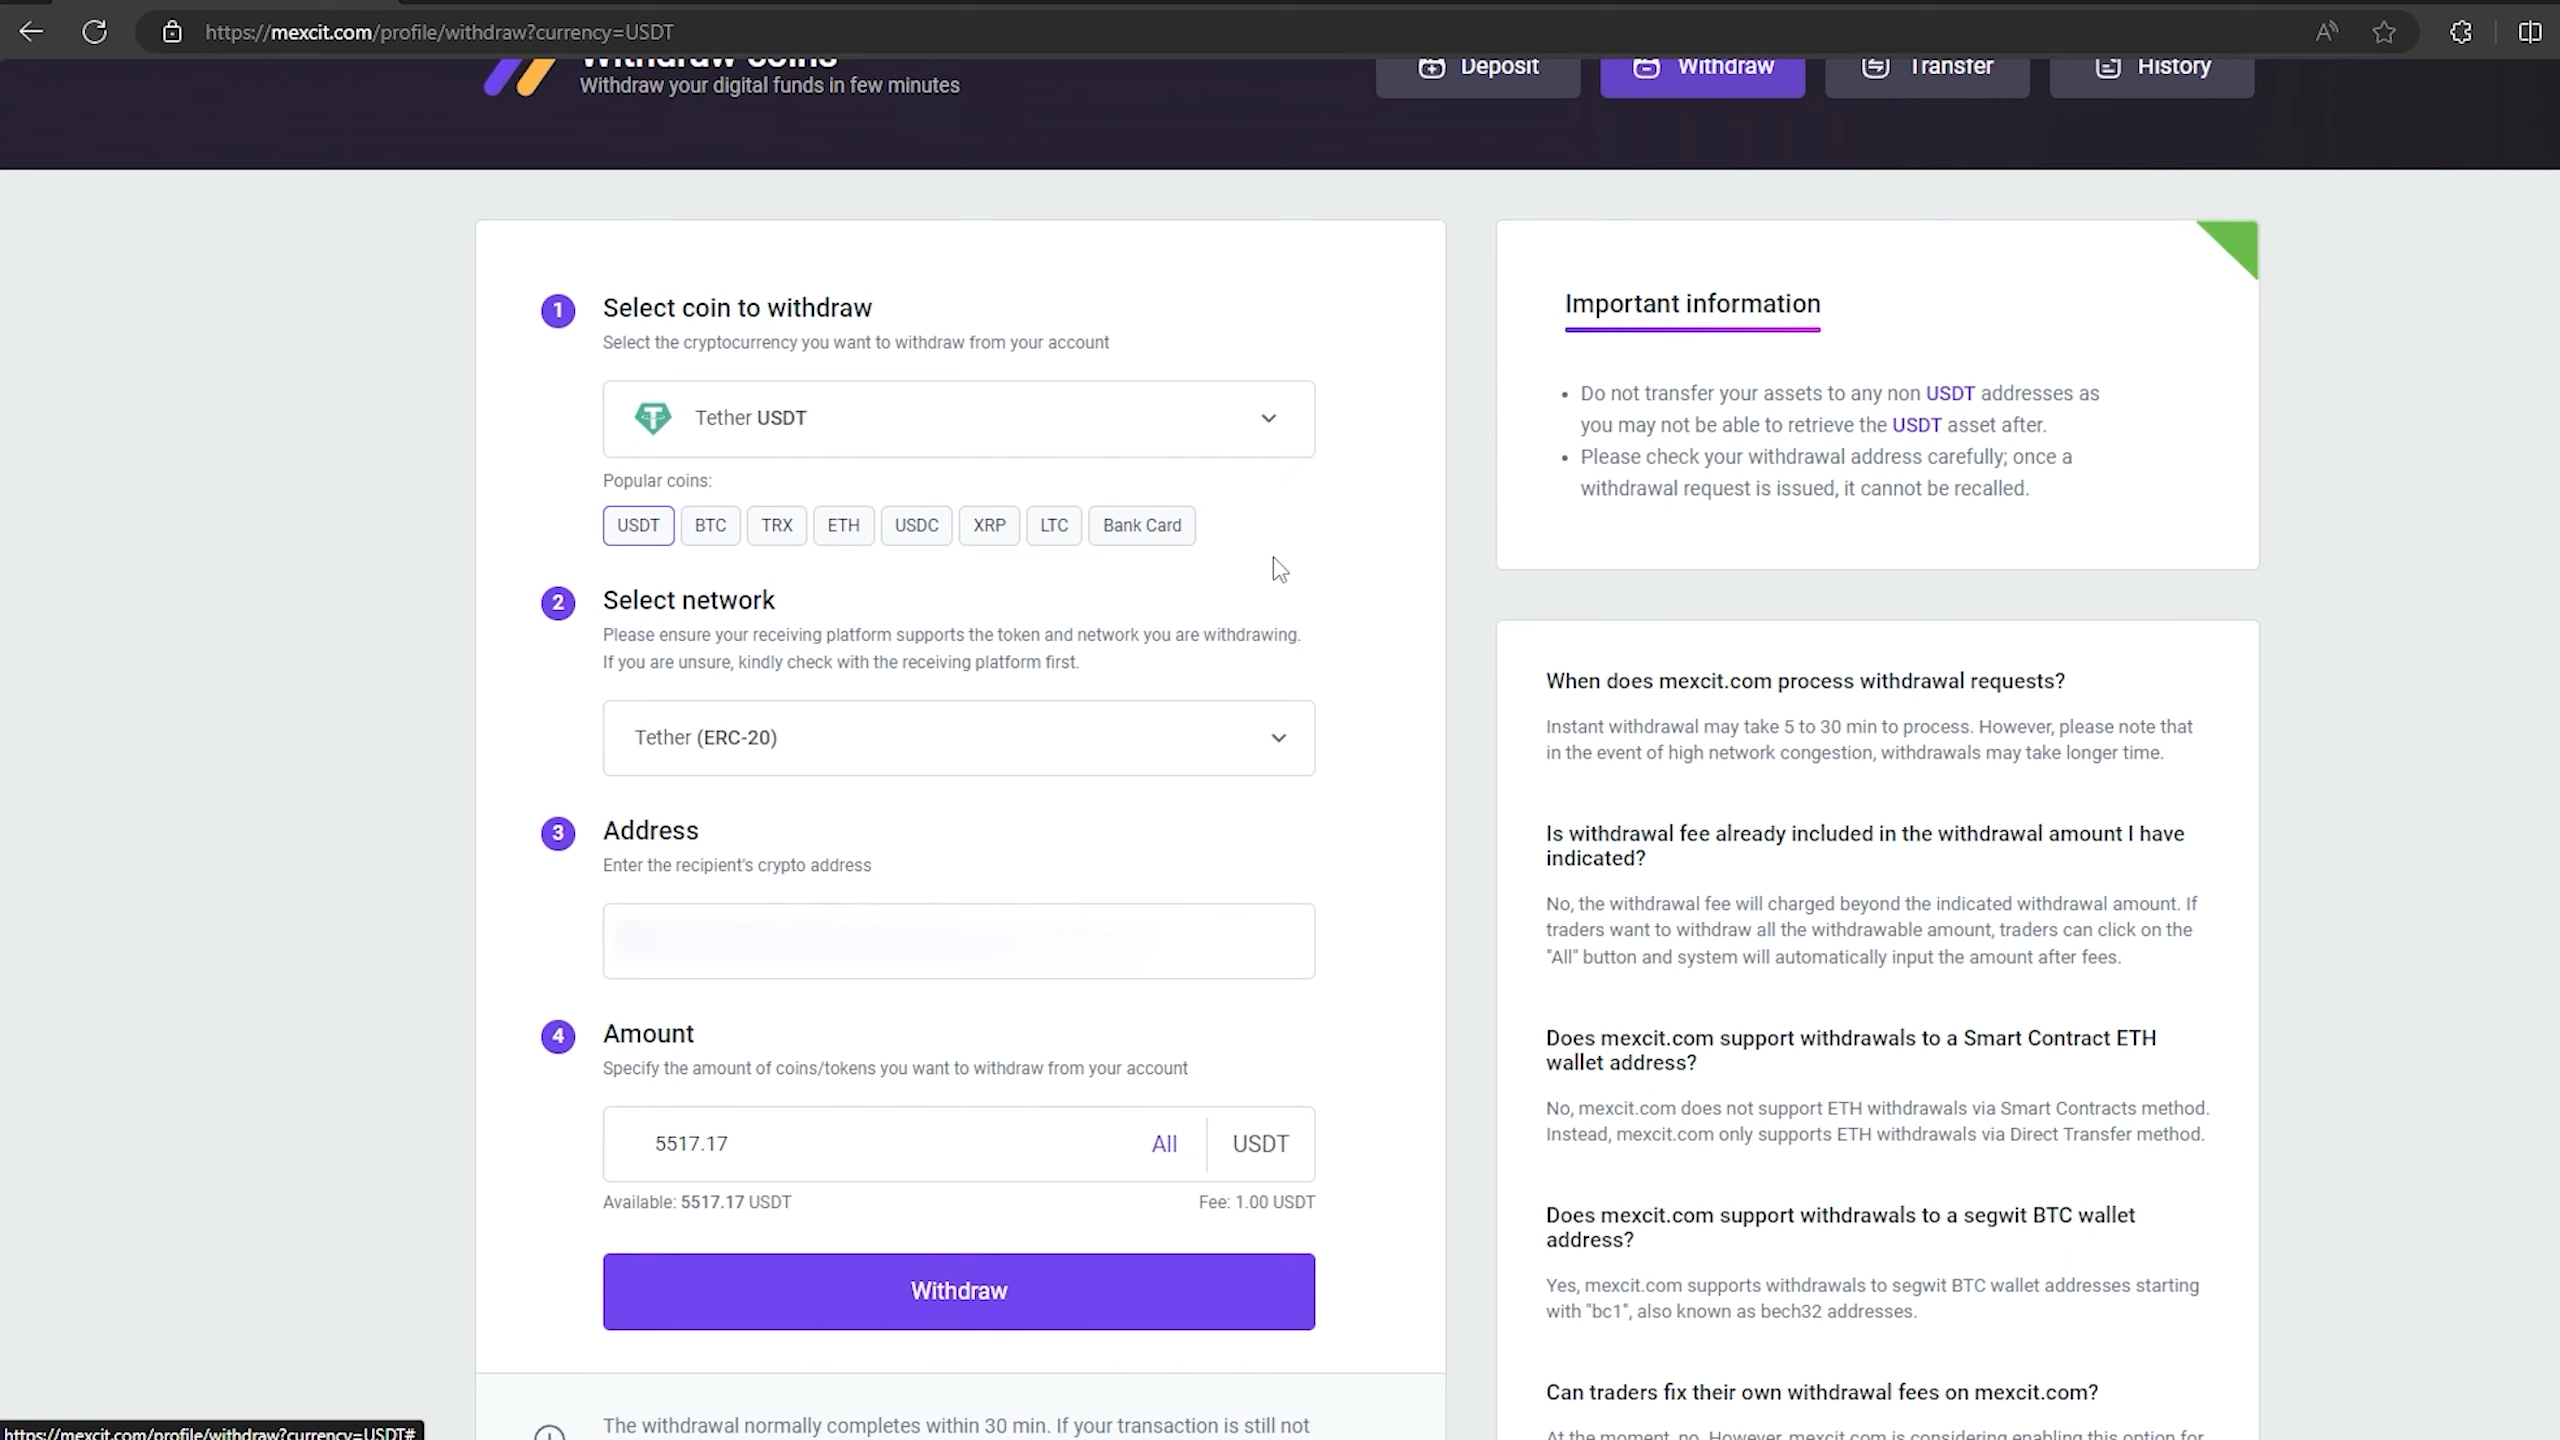 https://mexcit.com/profile/withdraw?currency=USDT
Withdraw coins
Withdraw your digital funds in few minutes
Deposit
Withdraw
Transfer
History
1
Select coin to withdraw
Select the cryptocurrency you want to withdraw from your account
Tether USDT
Popular coins:
USDT BTC TRX ETH USDC XRP LTC Bank Card
2
Select network
Please ensure your receiving platform supports the token and network you are withdrawing.
If you are unsure, kindly check with the receiving platform first.
Tether (ERC-20)
3
Address
Enter the recipient's crypto address
4
Amount
Specify the amount of coins/tokens you want to withdraw from your account
5517.17 All USDT
Available: 5517.17 USDT Fee: 1.00 USDT
Withdraw
The withdrawal normally completes within 30 min. If your transaction is still not
Important information
• Do not transfer your assets to any non USDT addresses as
you may not be able to retrieve the USDT asset after.
• Please check your withdrawal address carefully; once a
withdrawal request is issued, it cannot be recalled.
When does mexcit.com process withdrawal requests?
Instant withdrawal may take 5 to 30 min to process. However, please note that
in the event of high network congestion, withdrawals may take longer time.
Is withdrawal fee already included in the withdrawal amount I have
indicated?
No, the withdrawal fee will charged beyond the indicated withdrawal amount. If
traders want to withdraw all the withdrawable amount, traders can click on the
"All" button and system will automatically input the amount after fees.
Does mexcit.com support withdrawals to a Smart Contract ETH
wallet address?
No, mexcit.com does not support ETH withdrawals via Smart Contracts method.
Instead, mexcit.com only supports ETH withdrawals via Direct Transfer method.
Does mexcit.com support withdrawals to a segwit BTC wallet
address?
Yes, mexcit.com supports withdrawals to segwit BTC wallet addresses starting
with "bc1", also known as bech32 addresses.
Can traders fix their own withdrawal fees on mexcit.com?
At the moment, no. However, mexcit.com is considering enabling this option for
https://mexcit.com/profile/withdraw?currency=USDT#